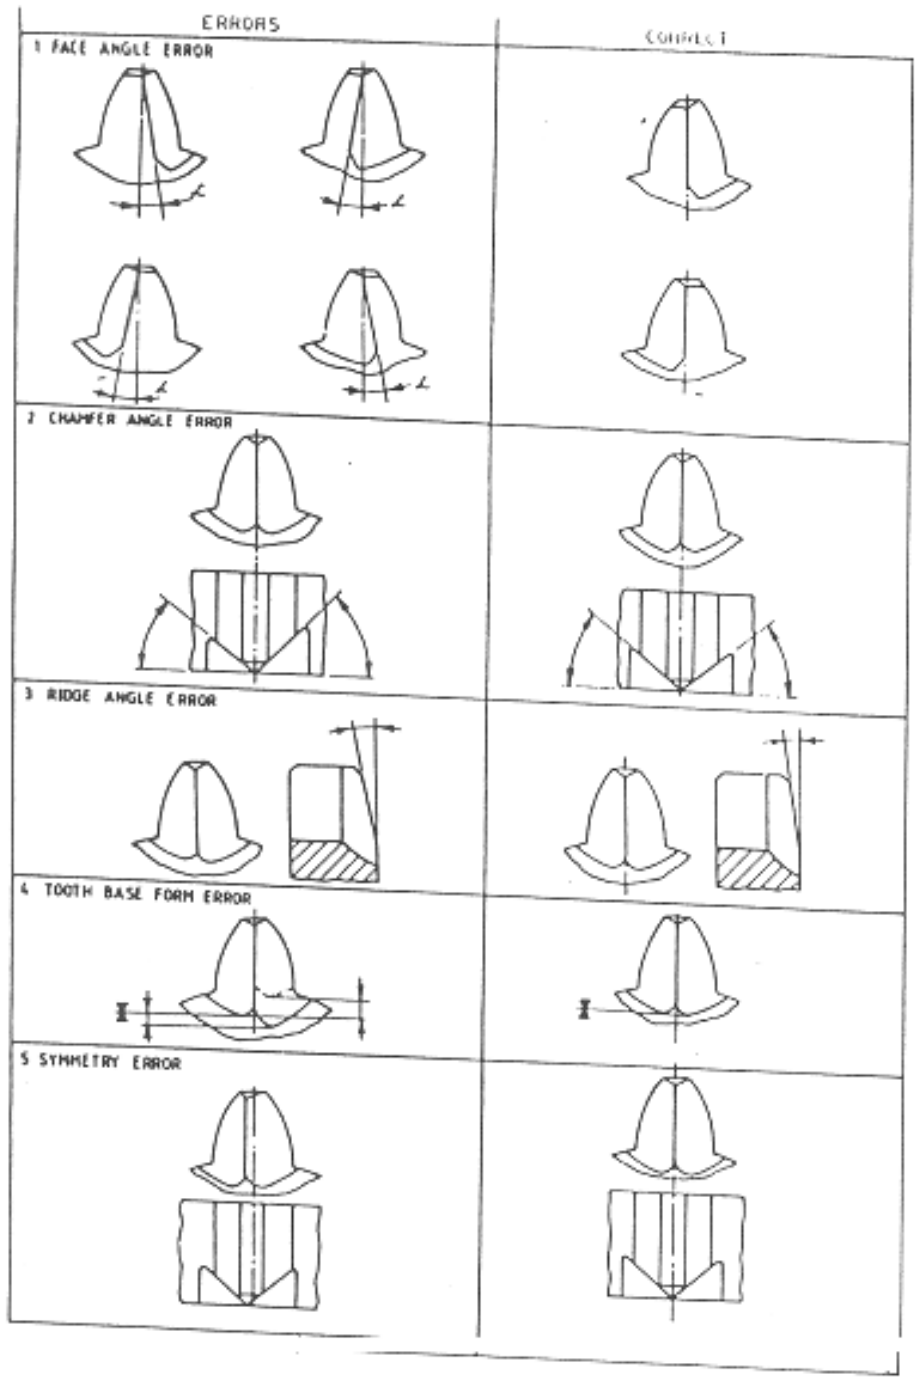 ERRORS
CORRECT
1 FACE ANGLE ERROR
α
α
α
α
2 CHAMFER ANGLE ERROR
3 RIDGE ANGLE ERROR
4 TOOTH BASE FORM ERROR
5 SYMMETRY ERROR